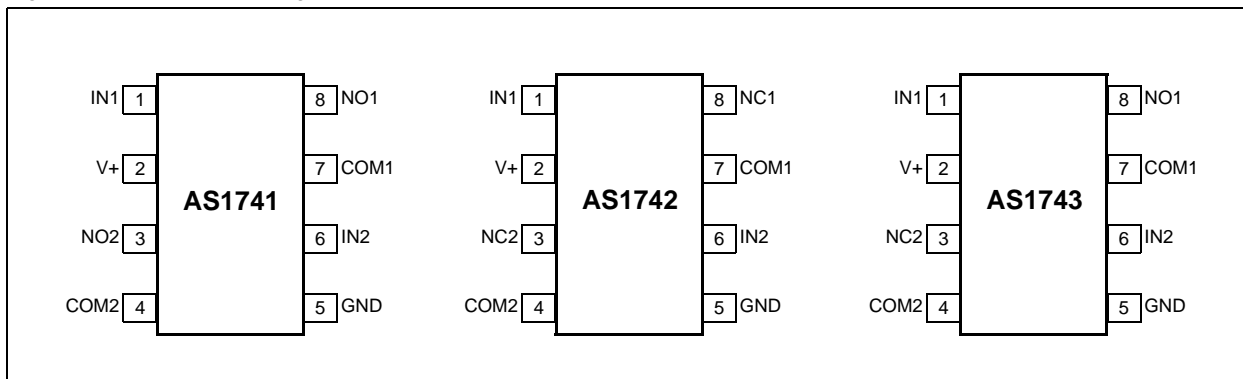 IN1 1 8 NO1
V+ 2 7 COM1
AS1741
NO2 3 6 IN2
COM2 4 5 GND
IN1 1 8 NC1
V+ 2 7 COM1
AS1742
NC2 3 6 IN2
COM2 4 5 GND
IN1 1 8 NO1
V+ 2 7 COM1
AS1743
NC2 3 6 IN2
COM2 4 5 GND